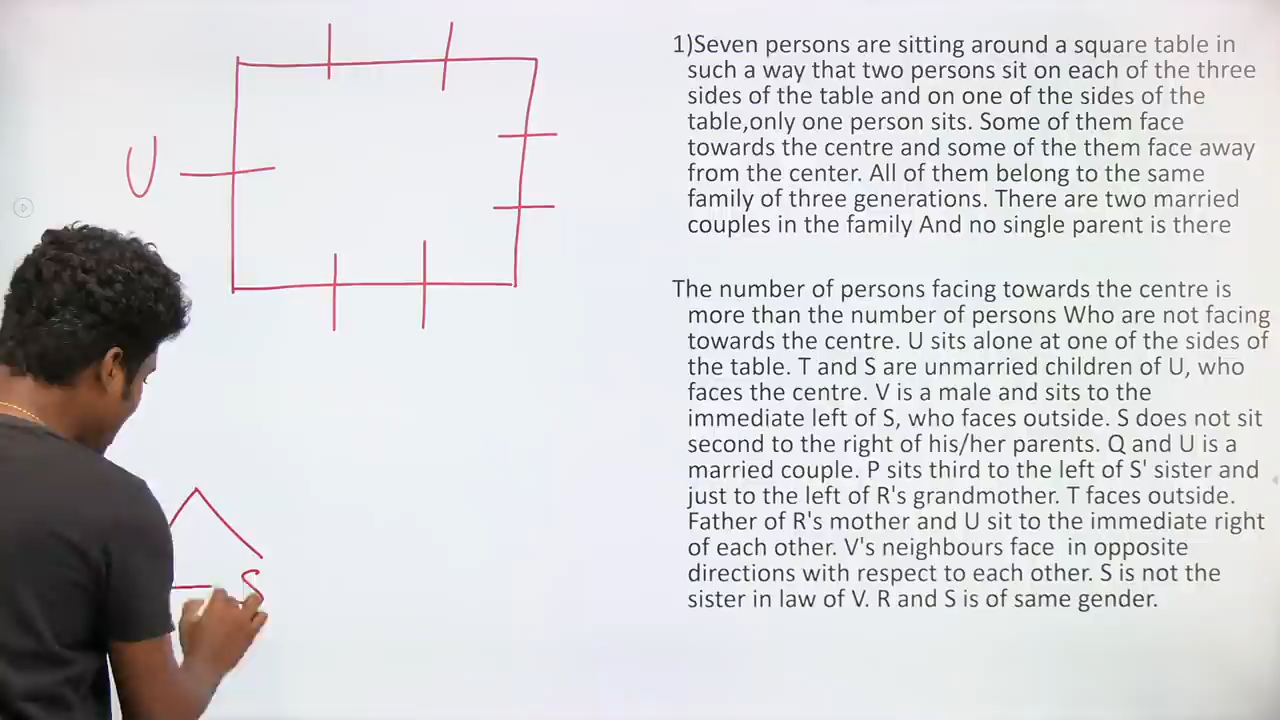 1)Seven persons are sitting around a square table in
such a way that two persons sit on each of the three
sides of the table and on one of the sides of the
table,only one person sits. Some of them face
towards the centre and some of the them face away
from the center. All of them belong to the same
family of three generations. There are two married
couples in the family And no single parent is there
The number of persons facing towards the centre is
more than the number of persons Who are not facing
towards the centre. U sits alone at one of the sides of
the table. T and S are unmarried children of U, who
faces the centre. V is a male and sits to the
immediate left of S, who faces outside. S does not sit
second to the right of his/her parents. Q and U is a
married couple. P sits third to the left of S' sister and
just to the left of R's grandmother. T faces outside.
Father of R's mother and U sit to the immediate right
of each other. V's neighbours face in opposite
directions with respect to each other. S is not the
sister in law of V. R and S is of same gender.
U
S